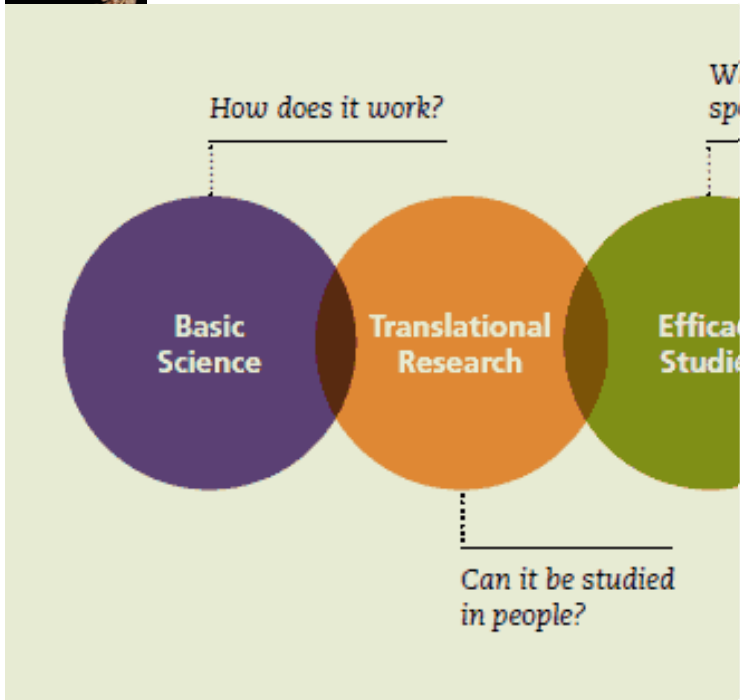 How does it work?
Basic
Science
Translational
Research
Can it be studied
in people?